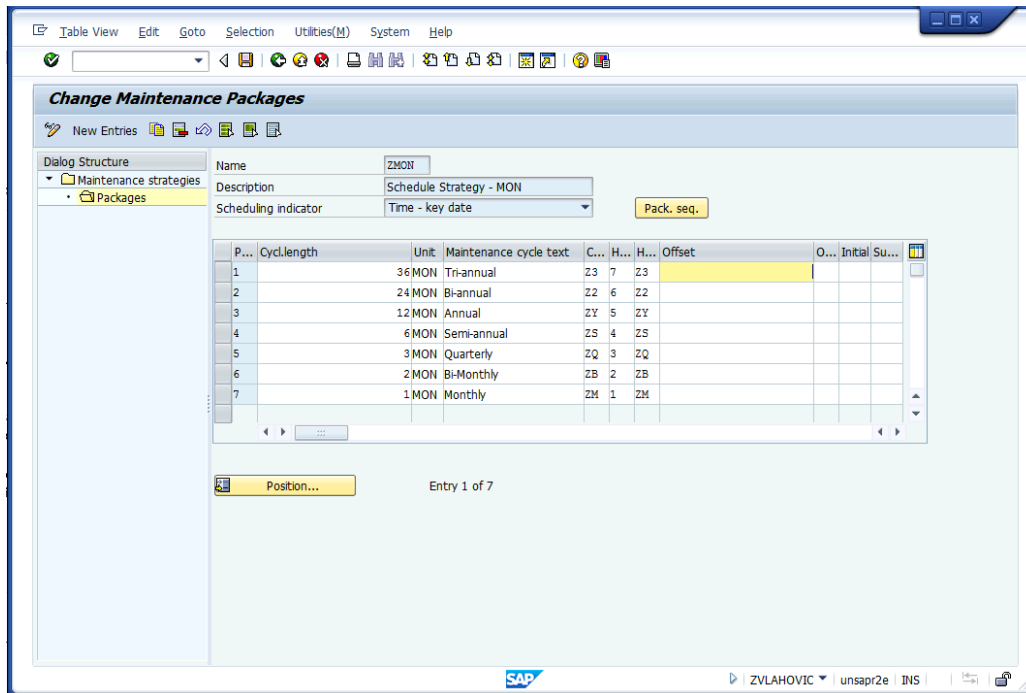 Table View Edit Goto Selection Utilities(M) System Help
Change Maintenance Packages
New Entries
Dialog Structure
Maintenance strategies
Packages
Name ZMON
Description Schedule Strategy - MON
Scheduling indicator Time - key date Pack. seq.
P... Cycl.length Unit Maintenance cycle text C... H... H... Offset O... Initial Su...
1 36 MON Tri-annual Z3 7 Z3
2 24 MON Bi-annual Z2 6 Z2
3 12 MON Annual ZY 5 ZY
4 6 MON Semi-annual ZS 4 ZS
5 3 MON Quarterly ZQ 3 ZQ
6 2 MON Bi-Monthly ZB 2 ZB
7 1 MON Monthly ZM 1 ZM
Position... Entry 1 of 7
SAP ZVLAHOVIC unsapr2e INS